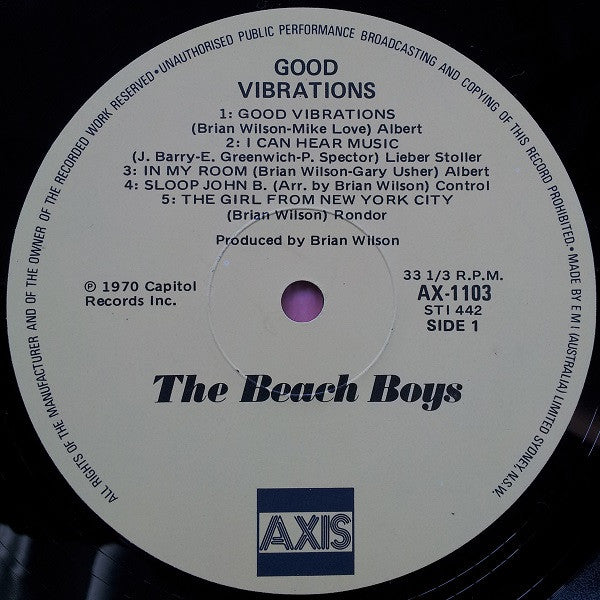 ALL RIGHTS OF THE MANUFACTURER AND OF THE OWNER OF THE RECORDED WORK RESERVED • UNAUTHORISED PUBLIC PERFORMANCE BROADCASTING AND COPYING OF THIS RECORD PROHIBITED. • MADE BY E M I (AUSTRALIA) LIMITED SYDNEY, N.S.W.
GOOD
VIBRATIONS
1: GOOD VIBRATIONS
(Brian Wilson-Mike Love) Albert
2: I CAN HEAR MUSIC
(J. Barry-E. Greenwich-P. Spector) Lieber Stoller
3: IN MY ROOM (Brian Wilson-Gary Usher) Albert
4: SLOOP JOHN B. (Arr. by Brian Wilson) Control
5: THE GIRL FROM NEW YORK CITY
(Brian Wilson) Rondor
Produced by Brian Wilson
℗ 1970 Capitol
Records Inc.
33 1/3 R.P.M.
AX-1103
STI 442
SIDE 1
The Beach Boys
AXIS